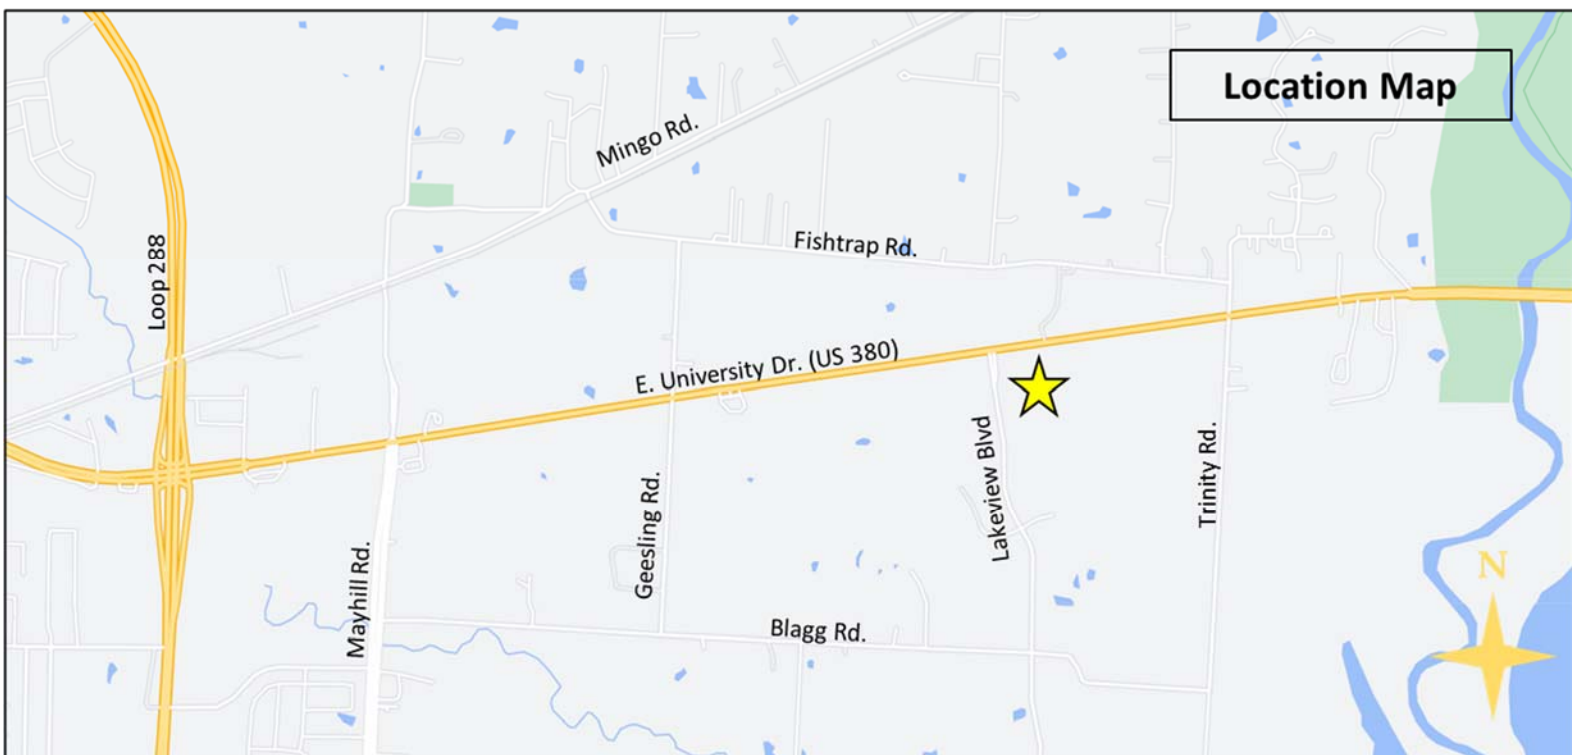 Location Map
Mingo Rd.
Fishtrap Rd.
Loop 288
E. University Dr. (US 380)
Lakeview Blvd
Trinity Rd.
Geesling Rd.
Mayhill Rd.
N
Blagg Rd.